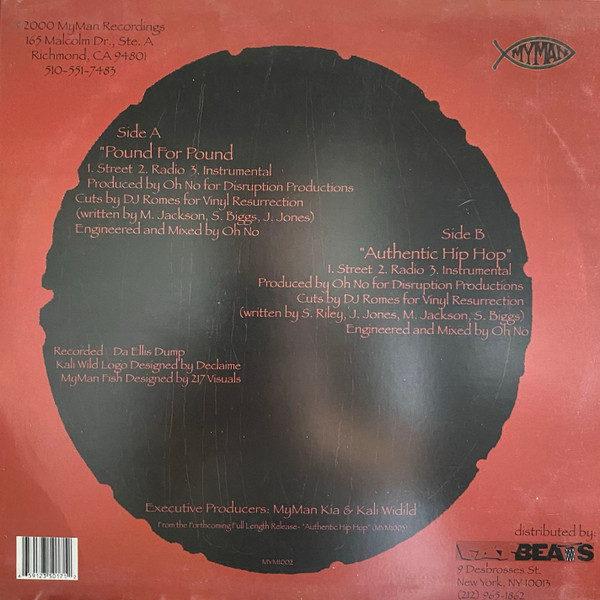 ©2000 MyMan Recordings
165 Malcolm Dr., Ste. A
Richmond, CA 94801
510-551-7483
MYMAN
Side A
"Pound For Pound
1. Street 2. Radio 3. Instrumental
Produced by Oh No for Disruption Productions
Cuts by DJ Romes for Vinyl Resurrection
(written by M. Jackson, S. Biggs, J. Jones)
Engineered and Mixed by Oh No
Side B
"Authentic Hip Hop"
1. Street 2. Radio 3. Instrumental
Produced by Oh No for Disruption Productions
Cuts by DJ Romes for Vinyl Resurrection
(written by S. Riley, J. Jones, M. Jackson, S. Biggs)
Engineered and Mixed by Oh No
Recorded Da Ellis Dump
Kali Wild Logo Designed by Declaime
MyMan Fish Designed by 217 Visuals
Executive Producers: MyMan Kia & Kali Widild
From the Forthcoming Full Length Release- "Authentic Hip Hop" (MYM1003)
MYM1002
distributed by:
BEATS
9 Desbrosses St.
New York, NY 10013
(212) 965-1862